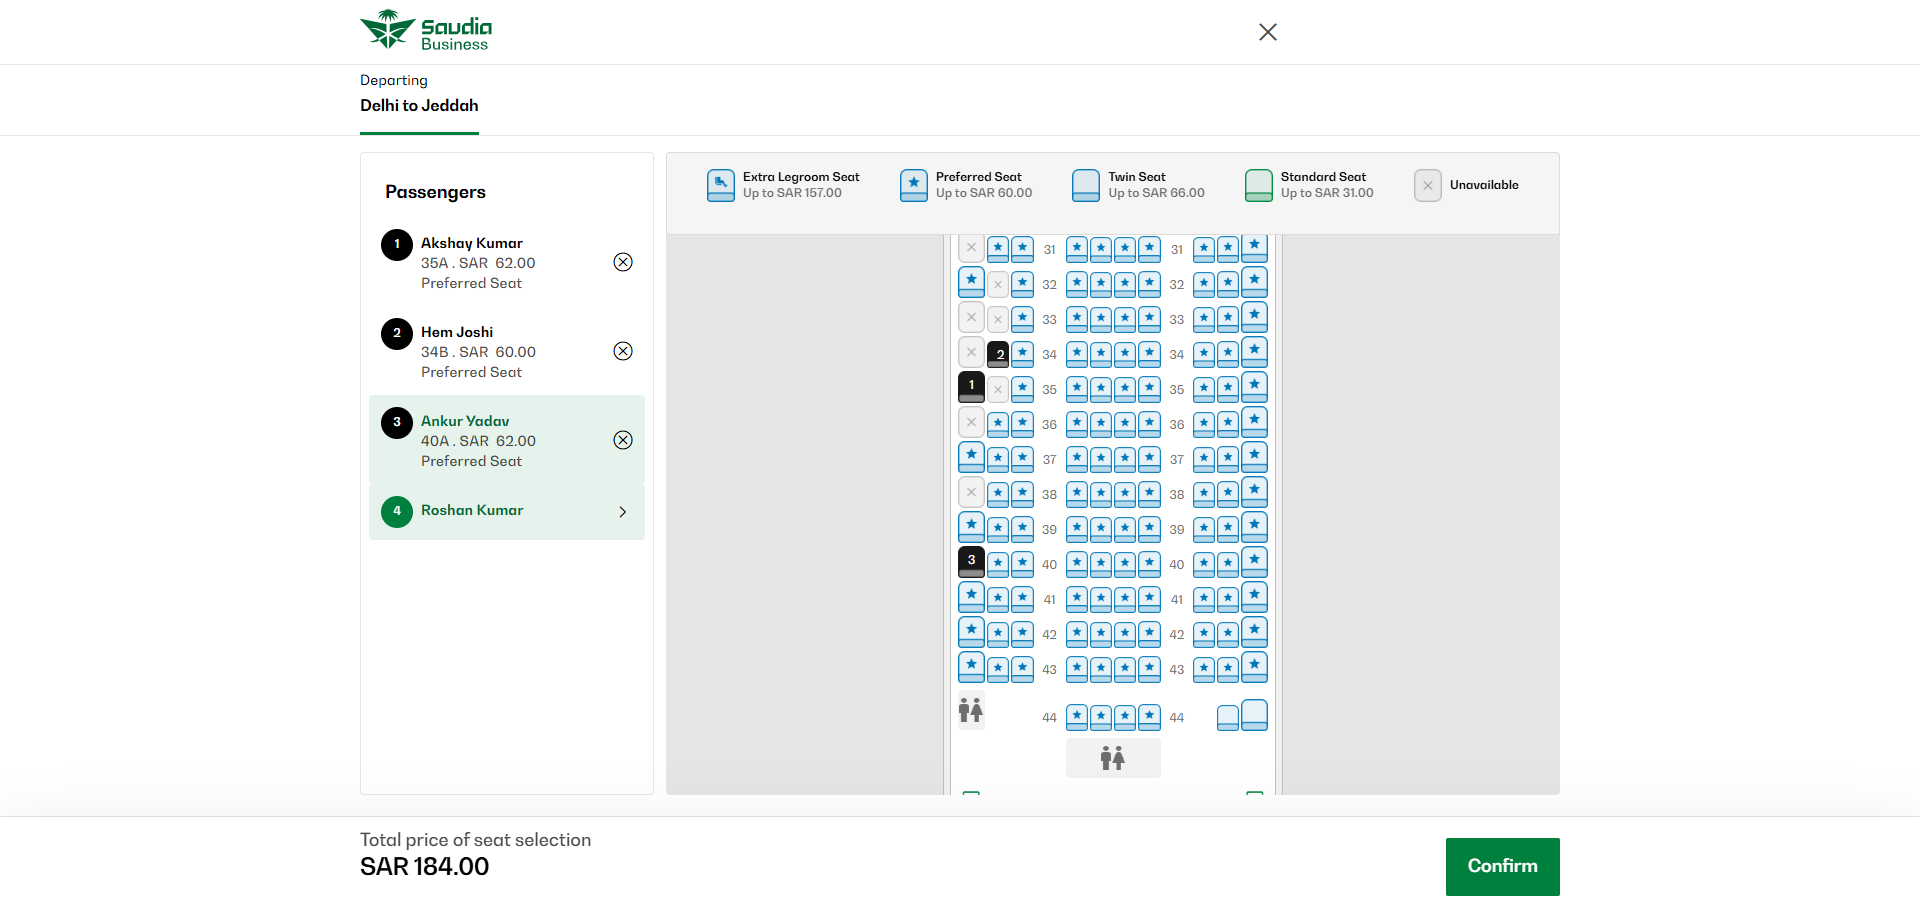 Saudia
Business
Departing
Delhi to Jeddah
Passengers
1
Akshay Kumar
35A . SAR 62.00
Preferred Seat
2
Hem Joshi
34B . SAR 60.00
Preferred Seat
3
Ankur Yadav
40A . SAR 62.00
Preferred Seat
4
Roshan Kumar
Extra Legroom Seat
Up to SAR 157.00
Preferred Seat
Up to SAR 60.00
Twin Seat
Up to SAR 66.00
Standard Seat
Up to SAR 31.00
Unavailable
31 31
32 32
33 33
2 34 34
1 35 35
36 36
37 37
38 38
39 39
3 40 40
41 41
42 42
43 43
44 44
Total price of seat selection
SAR 184.00
Confirm